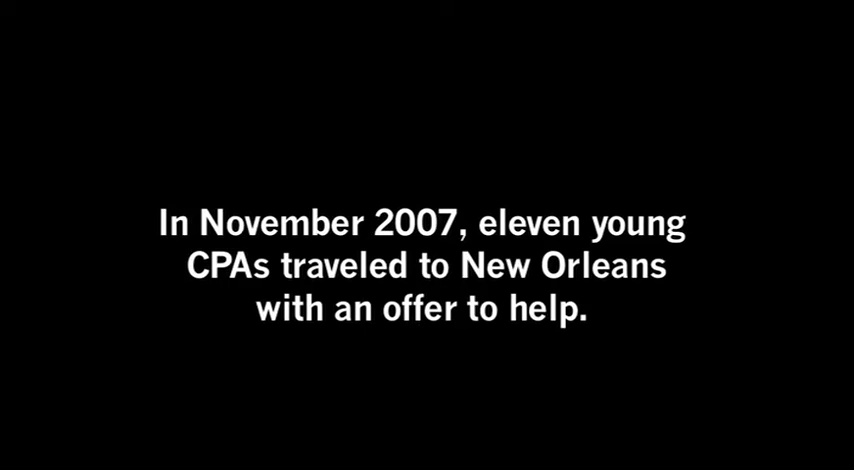 In November 2007, eleven young
CPAs traveled to New Orleans
with an offer to help.